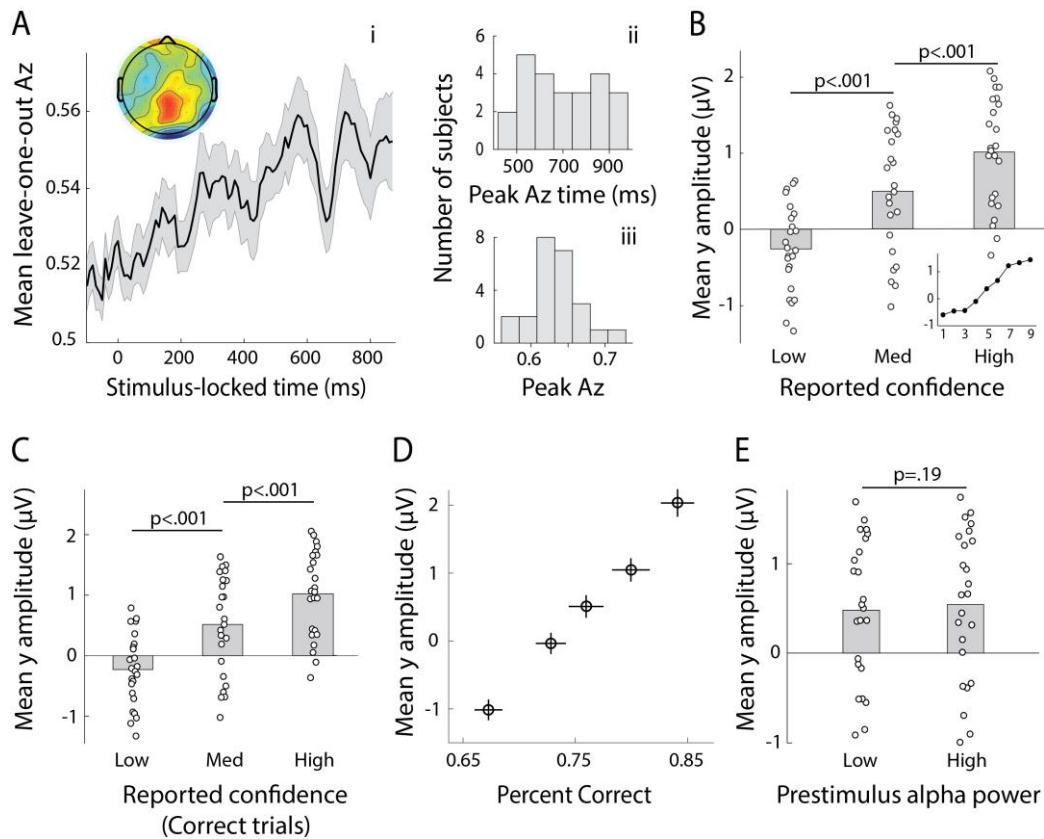 A
i
Mean leave-one-out Az
0.56
0.54
0.52
0.5
0
200
400
600
800
Stimulus-locked time (ms)
ii
Number of subjects
6
4
2
0
500
700
900
Peak Az time (ms)
iii
8
4
0
0.6
0.7
Peak Az
B
p<.001
p<.001
Mean y amplitude (µV)
2
1
0
-1
Low
Med
High
1
0
-1
1
3
5
7
9
Reported confidence
C
p<.001
p<.001
Mean y amplitude (µV)
2
1
0
-1
Low
Med
High
Reported confidence
(Correct trials)
D
Mean y amplitude (µV)
2
1
0
-1
0.65
0.75
0.85
Percent Correct
E
p=.19
Mean y amplitude (µV)
1
0
-1
Low
High
Prestimulus alpha power